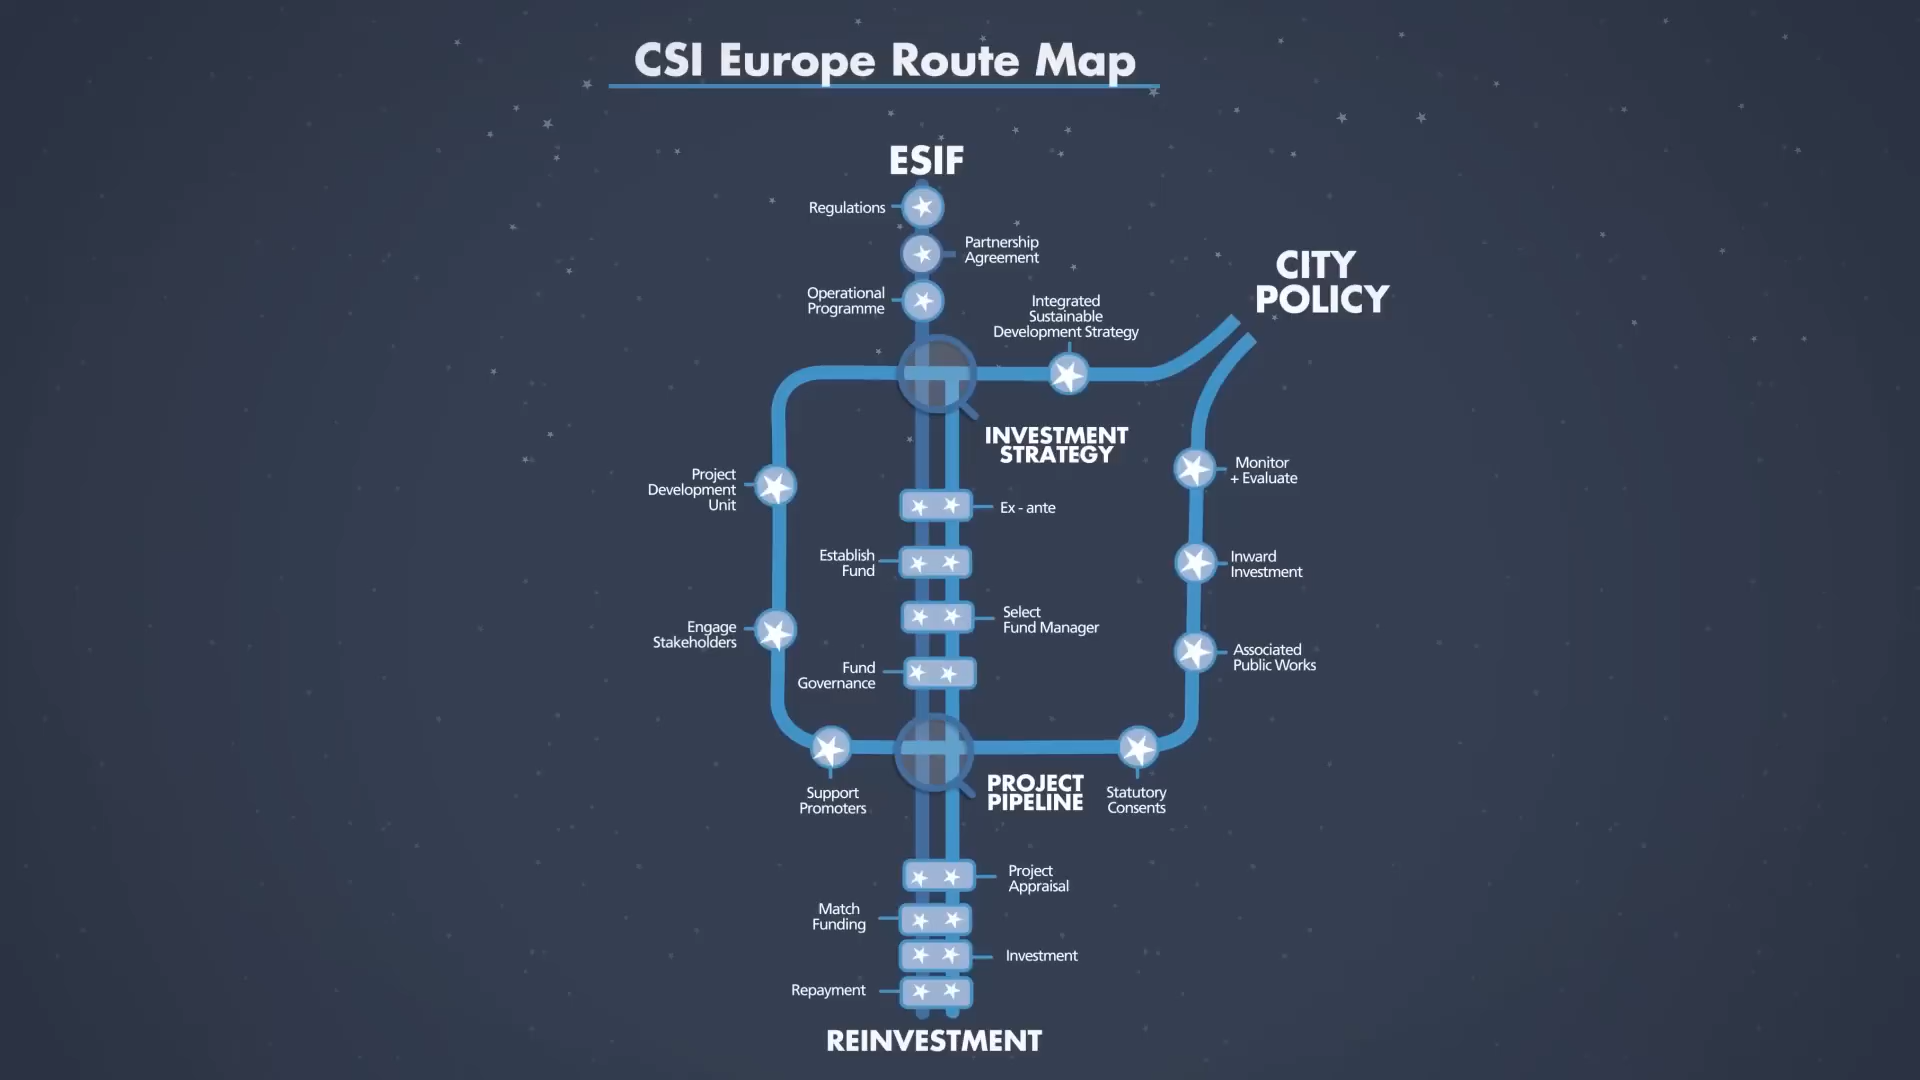 CSI Europe Route Map
ESIF
Regulations
Partnership
Agreement
Operational
Programme
Integrated
Sustainable
Development Strategy
CITY
POLICY
INVESTMENT
STRATEGY
Project
Development
Unit
Monitor
+ Evaluate
Ex - ante
Establish
Fund
Inward
Investment
Select
Fund Manager
Engage
Stakeholders
Associated
Public Works
Fund
Governance
PROJECT
PIPELINE
Support
Promoters
Statutory
Consents
Project
Appraisal
Match
Funding
Investment
Repayment
REINVESTMENT